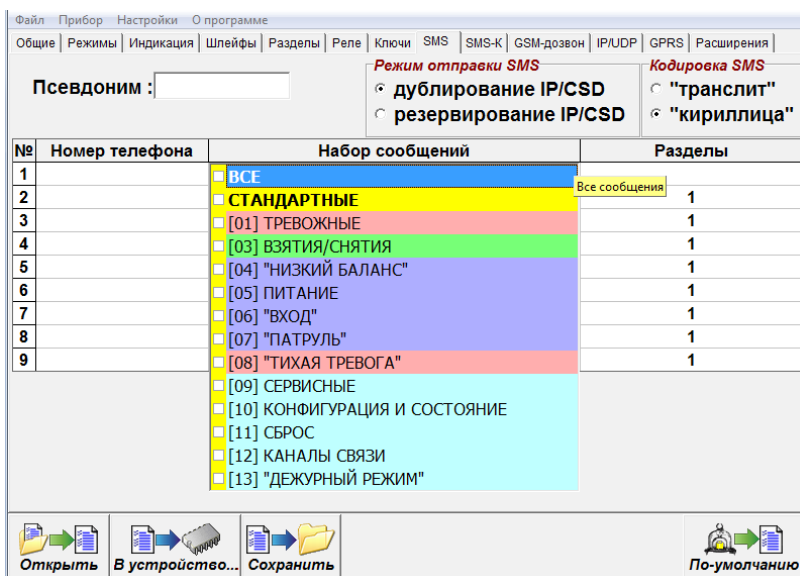 Файл Прибор Настройки О программе
Общие Режимы Индикация Шлейфы Разделы Реле Ключи SMS SMS-K GSM-дозвон IP/UDP GPRS Расширения
Псевдоним :
Режим отправки SMS
дублирование IP/CSD
резервирование IP/CSD
Кодировка SMS
"транслит"
"кириллица"
№ Номер телефона Набор сообщений Разделы
1 ВСЕ
Все сообщения
2 СТАНДАРТНЫЕ 1
3 [01] ТРЕВОЖНЫЕ 1
4 [03] ВЗЯТИЯ/СНЯТИЯ 1
5 [04] "НИЗКИЙ БАЛАНС" 1
6 [05] ПИТАНИЕ 1
7 [06] "ВХОД" 1
8 [07] "ПАТРУЛЬ" 1
9 [08] "ТИХАЯ ТРЕВОГА" 1
[09] СЕРВИСНЫЕ
[10] КОНФИГУРАЦИЯ И СОСТОЯНИЕ
[11] СБРОС
[12] КАНАЛЫ СВЯЗИ
[13] "ДЕЖУРНЫЙ РЕЖИМ"
Открыть В устройство... Сохранить По-умолчанию